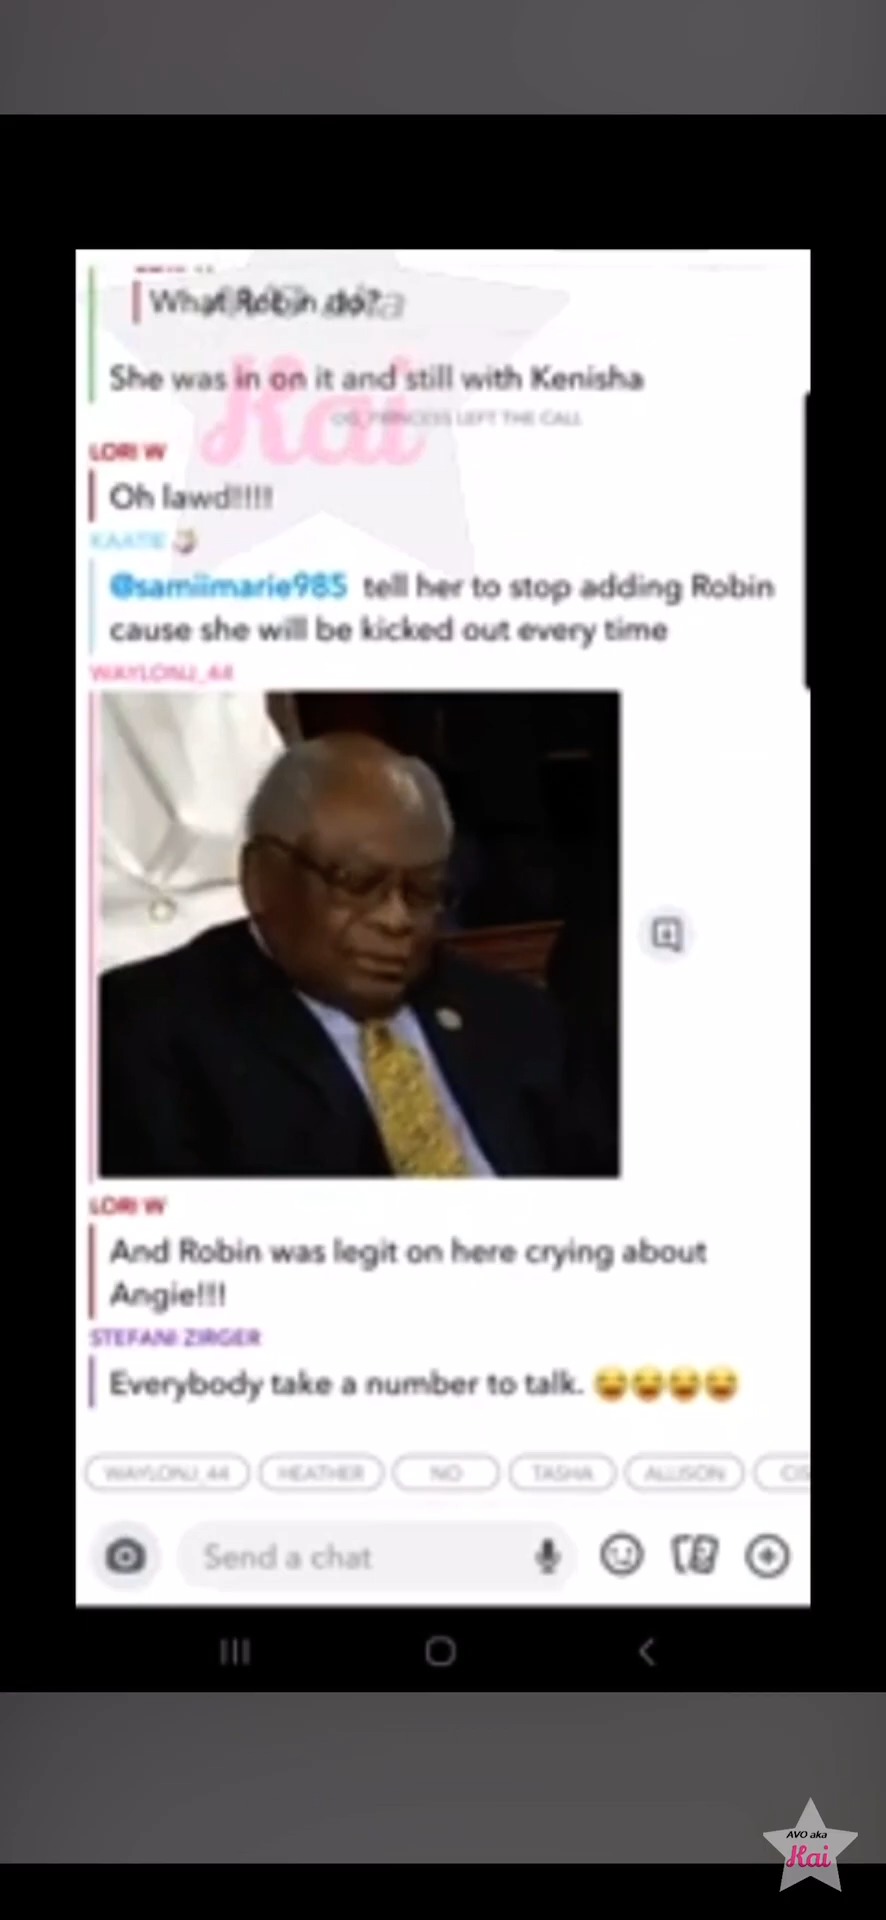 What Robin do?
She was in on it and still with Kenisha
OG_PRINCESS LEFT THE CALL
Kai
LORI W
Oh lawd!!!!
KAATIE
@samiimarie985 tell her to stop adding Robin
cause she will be kicked out every time
WAYLONJ_44
LORI W
And Robin was legit on here crying about
Angie!!!
STEFANI ZIRGER
Everybody take a number to talk. 😂😂😂😂
WAYLONJ_44 HEATHER NO TASHA ALLISON
Send a chat
AVO aka
Kai